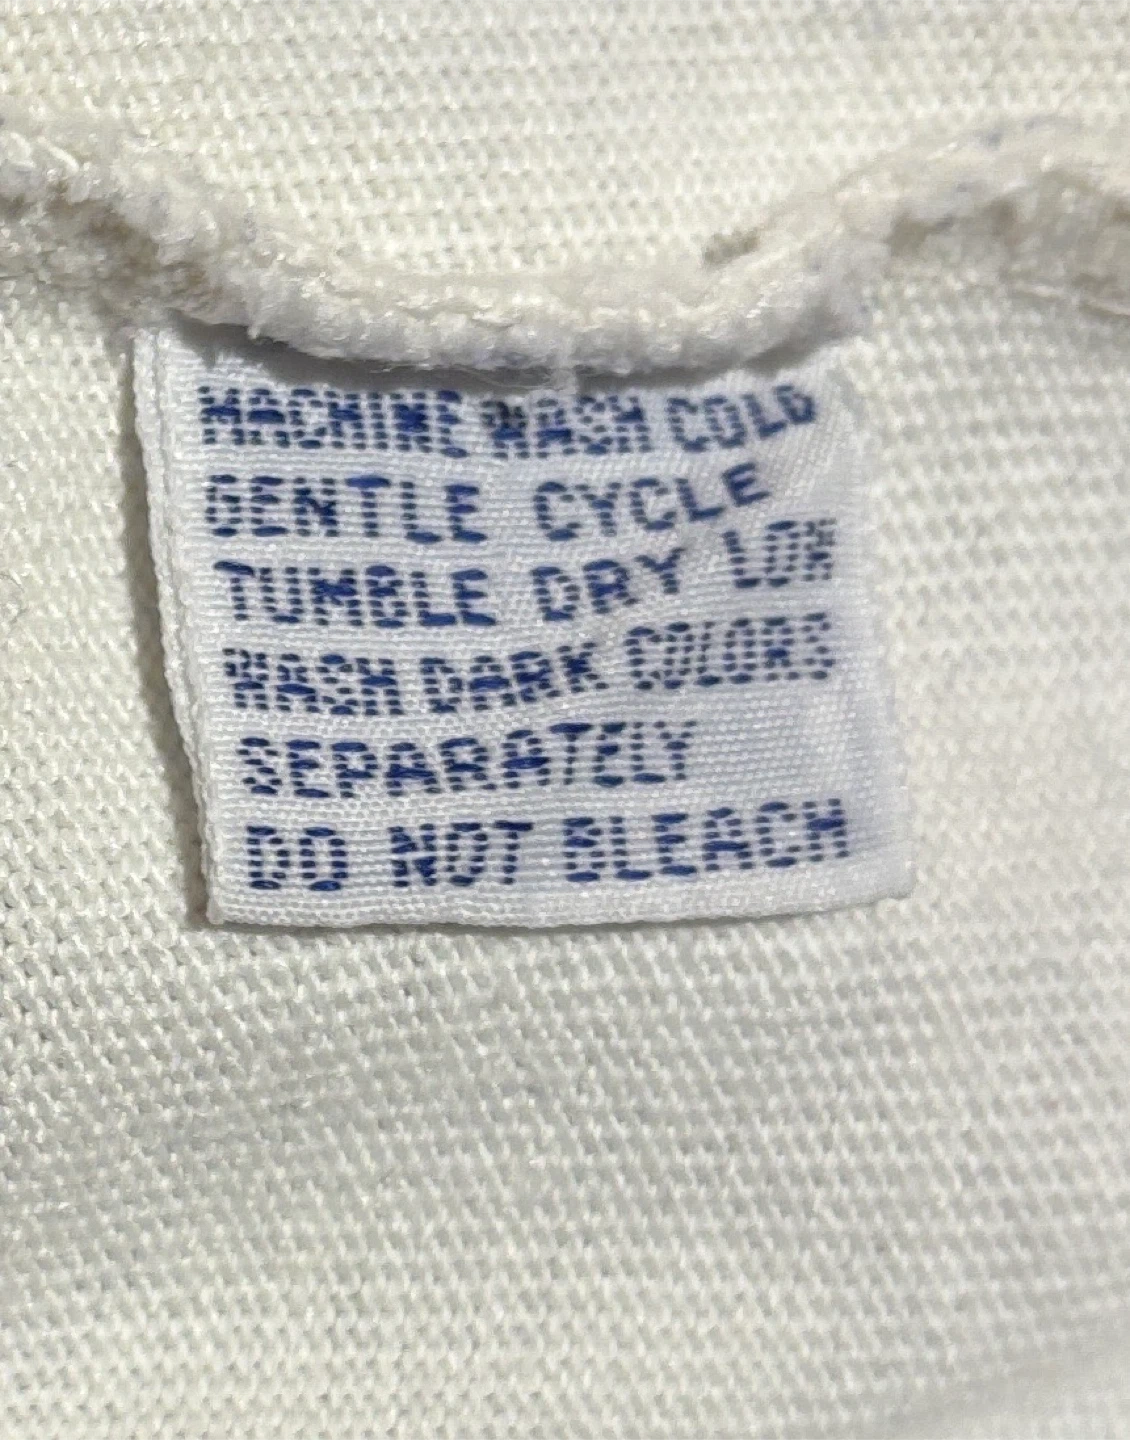 MACHINE WASH COLD
GENTLE CYCLE
TUMBLE DRY LOW
WASH DARK COLORS
SEPARATELY
DO NOT BLEACH